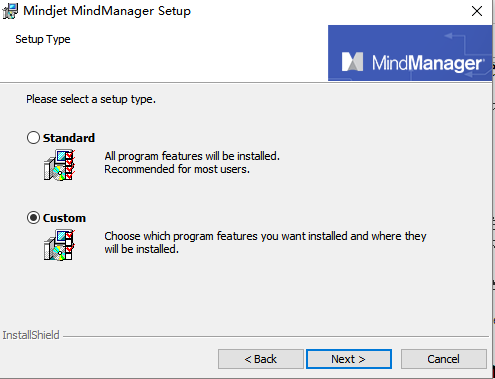 Mindjet MindManager Setup
Setup Type
MindManager
Please select a setup type.
Standard
All program features will be installed.
Recommended for most users.
Custom
Choose which program features you want installed and where they
will be installed.
InstallShield
< Back
Next >
Cancel